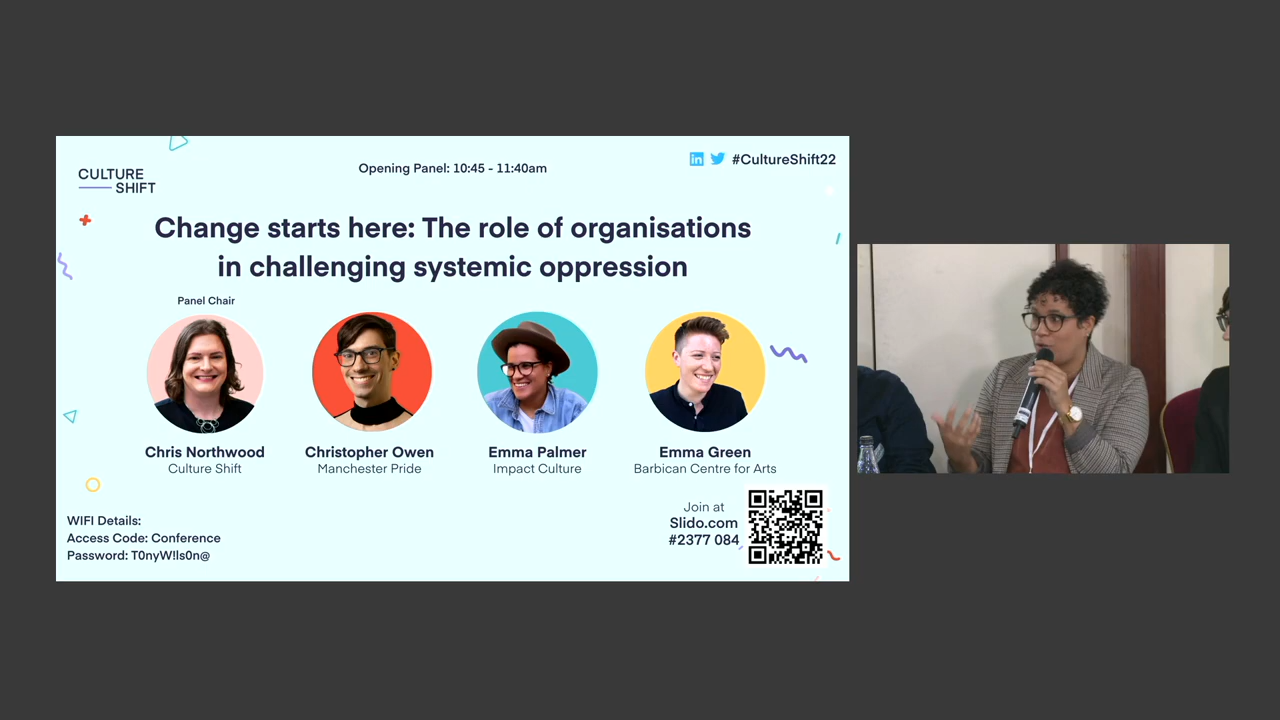 CULTURE
SHIFT
Opening Panel: 10:45 - 11:40am
#CultureShift22
Change starts here: The role of organisations
in challenging systemic oppression
Panel Chair
Chris Northwood
Culture Shift
Christopher Owen
Manchester Pride
Emma Palmer
Impact Culture
Emma Green
Barbican Centre for Arts
WIFI Details:
Access Code: Conference
Password: T0nyW!ls0n@
Join at
Slido.com
#2377 084